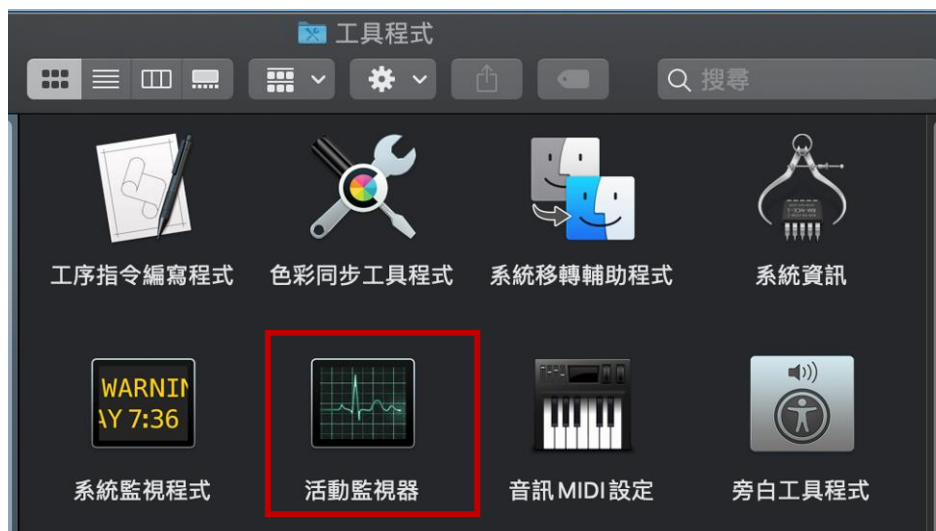 工具程式
搜尋
工序指令編寫程式
色彩同步工具程式
系統移轉輔助程式
系統資訊
WARNIN
AY 7:36
系統監視程式
活動監視器
音訊 MIDI 設定
旁白工具程式